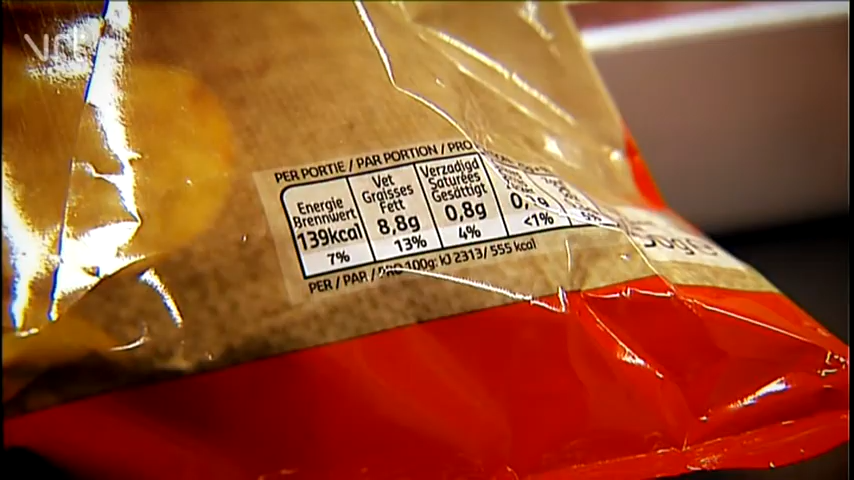 vrt
PER PORTIE / PAR PORTION / PRO
Energie
Brennwert
139kcal
7%
Vet
Graisses
Fett
8,8g
13%
Verzadigd
Saturées
Gesättigt
0,8g
4%
<1%
PER / PAR / PRO 100g: kJ 2313/ 555 kcal